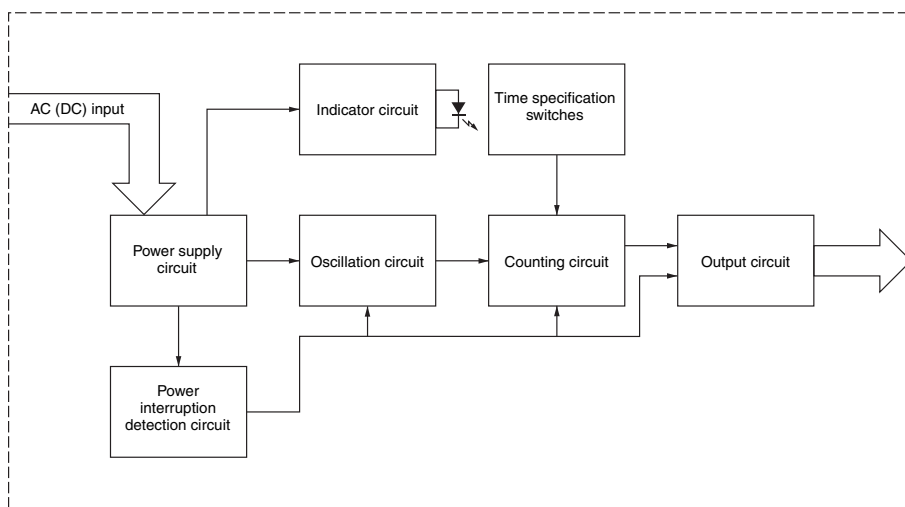 AC (DC) input
Indicator circuit
Time specification
switches
Power supply
circuit
Oscillation circuit
Counting circuit
Output circuit
Power
interruption
detection circuit